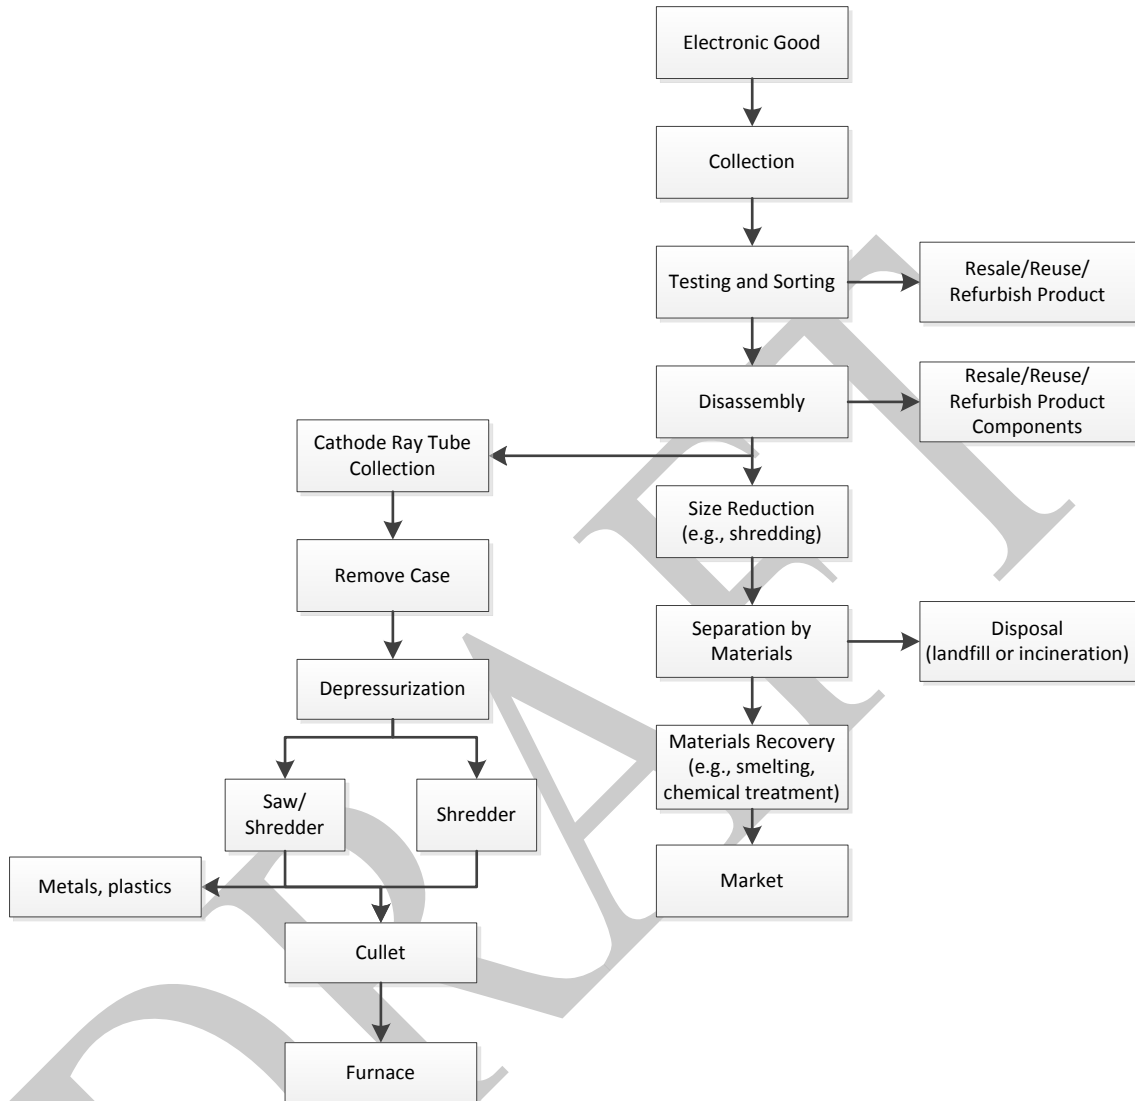 Electronic Good
Collection
Testing and Sorting
Resale/Reuse/
Refurbish Product
Disassembly
Resale/Reuse/
Refurbish Product
Components
Cathode Ray Tube
Collection
Size Reduction
(e.g., shredding)
Remove Case
Separation by
Materials
Disposal
(landfill or incineration)
Depressurization
Materials Recovery
(e.g., smelting,
chemical treatment)
Saw/
Shredder
Shredder
Metals, plastics
Market
Cullet
Furnace
DRAFT